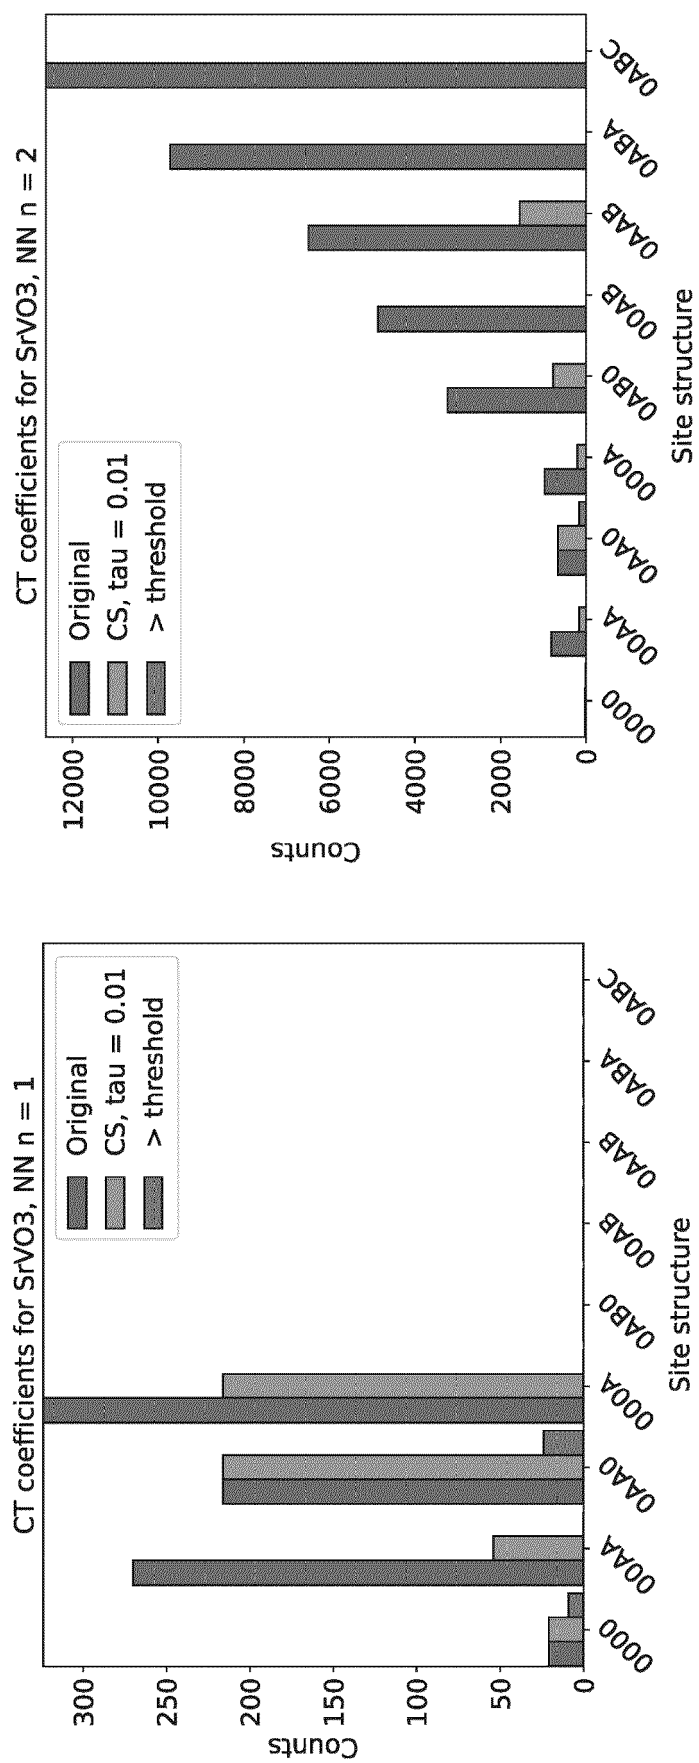 CT coefficients for SrVO3, NN n = 1
Original
CS, tau = 0.01
> threshold
300
250
200
150
100
50
0
Counts
0000
00AA
0AA0
000A
0AB0
00AB
0AAB
0ABA
0ABC
Site structure
CT coefficients for SrVO3, NN n = 2
Original
CS, tau = 0.01
> threshold
12000
10000
8000
6000
4000
2000
0
Counts
0000
00AA
0AA0
000A
0AB0
00AB
0AAB
0ABA
0ABC
Site structure